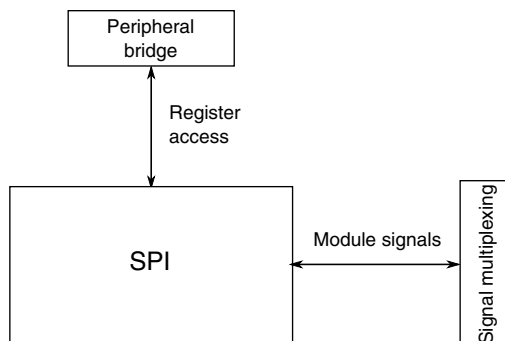 Peripheral
bridge
Register
access
SPI
Module signals
Signal multiplexing